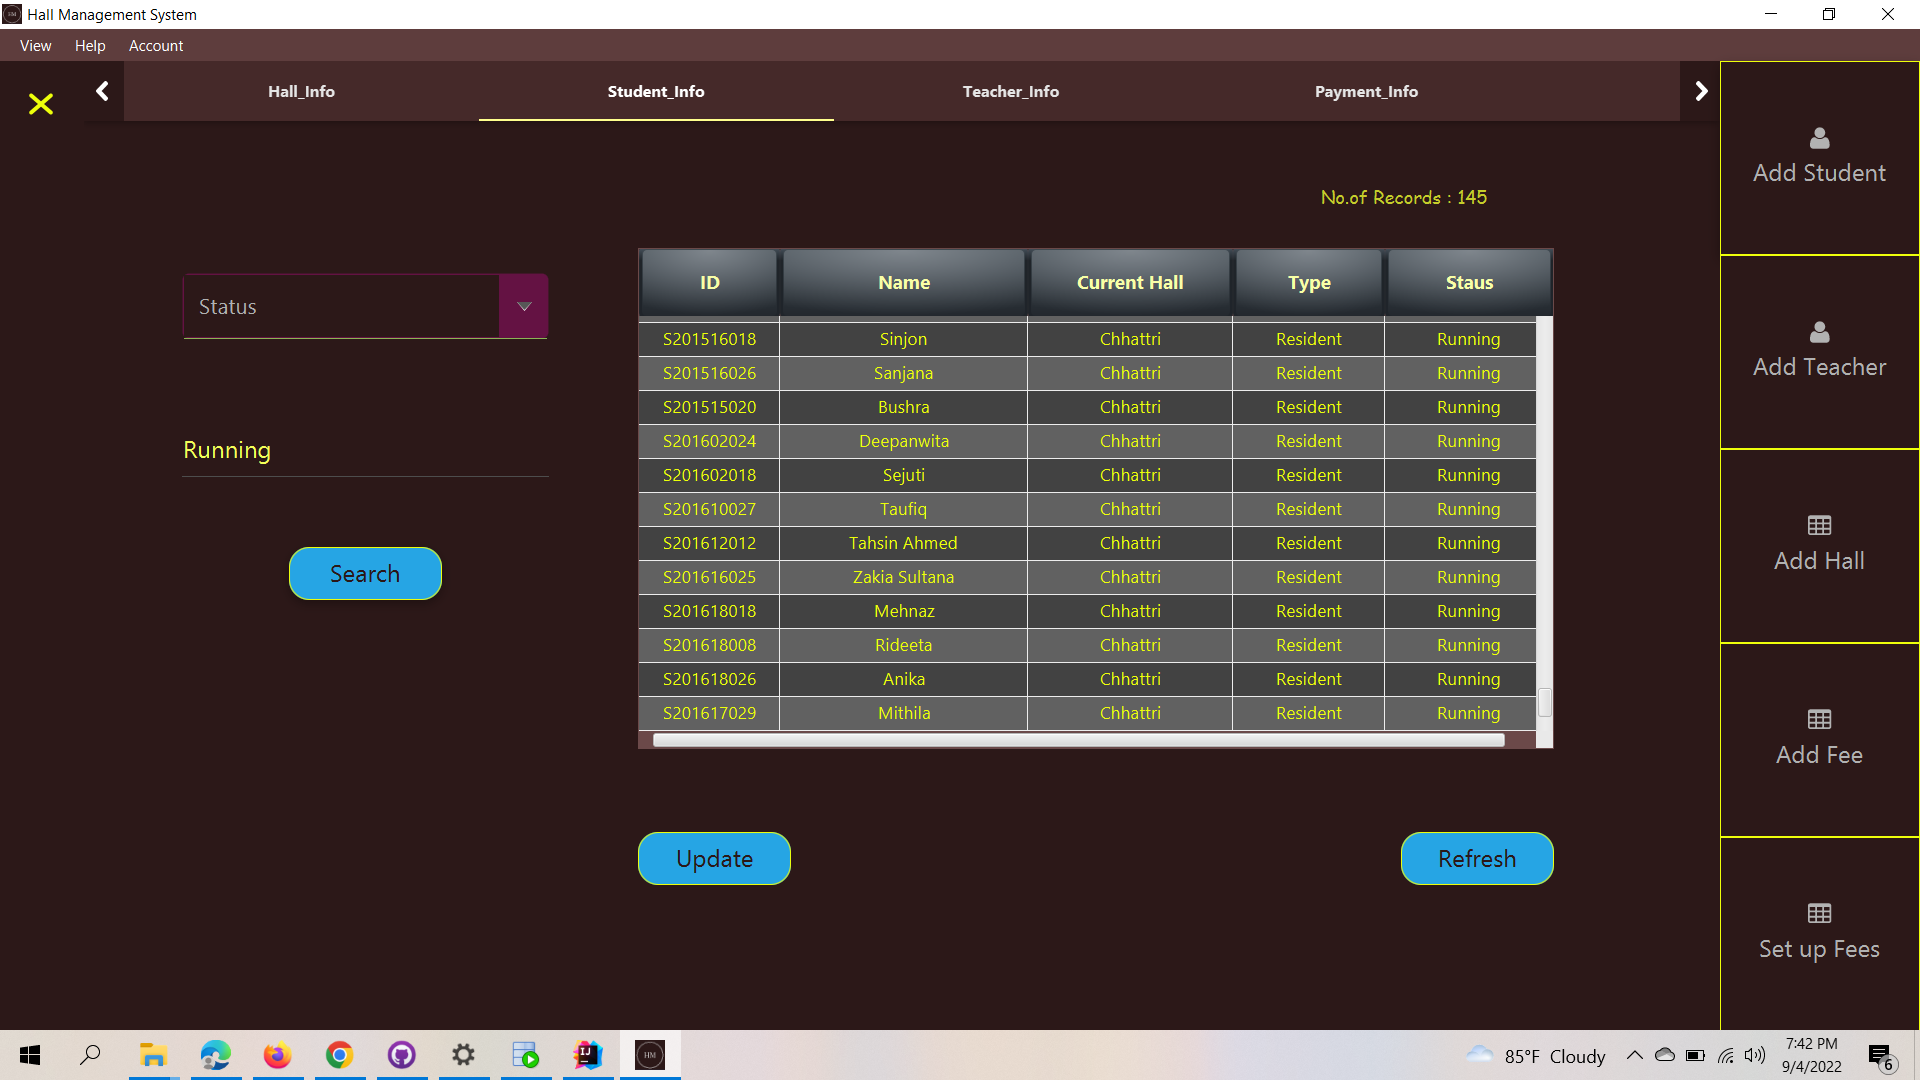 Hall Management System
View Help Account
Hall_Info Student_Info Teacher_Info Payment_Info
No.of Records : 145
Status
Running
Search
ID Name Current Hall Type Staus
S201516018 Sinjon Chhattri Resident Running
S201516026 Sanjana Chhattri Resident Running
S201515020 Bushra Chhattri Resident Running
S201602024 Deepanwita Chhattri Resident Running
S201602018 Sejuti Chhattri Resident Running
S201610027 Taufiq Chhattri Resident Running
S201612012 Tahsin Ahmed Chhattri Resident Running
S201616025 Zakia Sultana Chhattri Resident Running
S201618018 Mehnaz Chhattri Resident Running
S201618008 Rideeta Chhattri Resident Running
S201618026 Anika Chhattri Resident Running
S201617029 Mithila Chhattri Resident Running
Update Refresh
Add Student
Add Teacher
Add Hall
Add Fee
Set up Fees
IJ
HM
85°F Cloudy
7:42 PM
9/4/2022
6